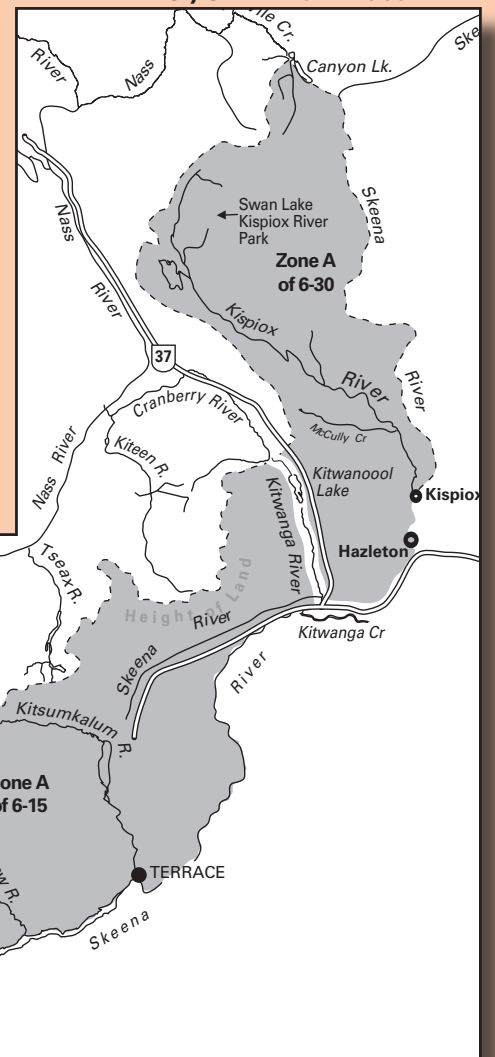 Canyon Lk.
River
Nass
Skeena
Swan Lake
Kispiox River
Park
Zone A
of 6-30
Nass
River
Kispiox
37
River
River
Cranberry River
McCully Cr
Kiteen R.
Nass River
Kitwanoool
Lake
Kitwanga River
Kispiox
Hazleton
Tseax R.
Height of Land
River
Kitwanga Cr
Skeena
River
Kitsumkalum R.
one A
of 6-15
TERRACE
Skeena